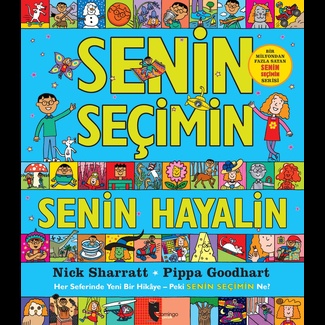 SENİN
SEÇİMİN
BİR
MİLYONDAN
FAZLA SATAN
SENİN
SEÇİMİN
SERİSİ
SENİN HAYALİN
Nick Sharratt ★ Pippa Goodhart
Her Seferinde Yeni Bir Hikâye – Peki SENİN SEÇİMİN Ne?
domingo